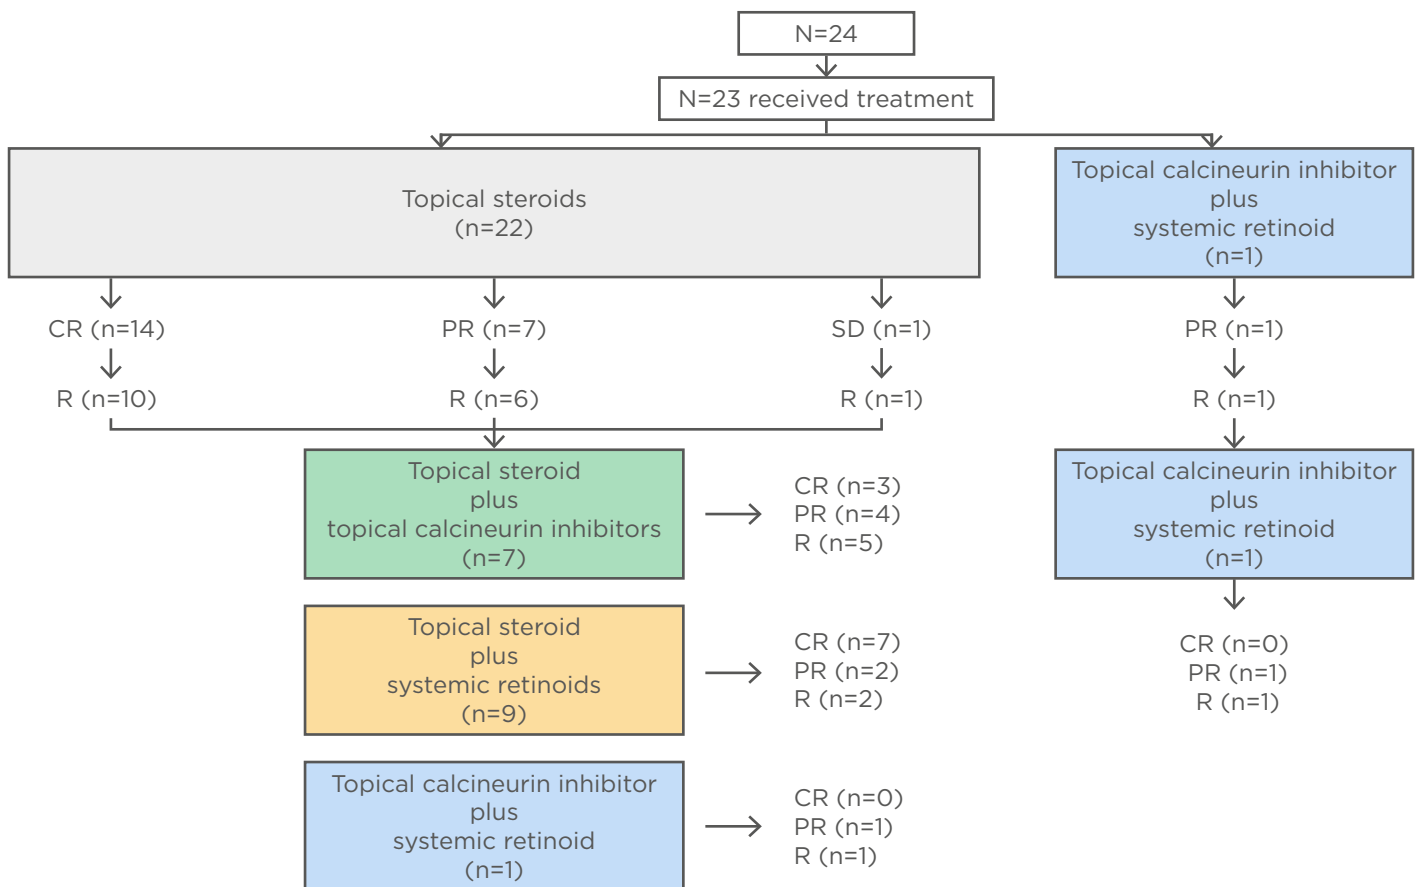 N=24
N=23 received treatment
Topical steroids
(n=22)
Topical calcineurin inhibitor
plus
systemic retinoid
(n=1)
CR (n=14)
PR (n=7)
SD (n=1)
PR (n=1)
R (n=10)
R (n=6)
R (n=1)
R (n=1)
Topical steroid
plus
topical calcineurin inhibitors
(n=7)
CR (n=3)
PR (n=4)
R (n=5)
Topical calcineurin inhibitor
plus
systemic retinoid
(n=1)
Topical steroid
plus
systemic retinoids
(n=9)
CR (n=7)
PR (n=2)
R (n=2)
CR (n=0)
PR (n=1)
R (n=1)
Topical calcineurin inhibitor
plus
systemic retinoid
(n=1)
CR (n=0)
PR (n=1)
R (n=1)